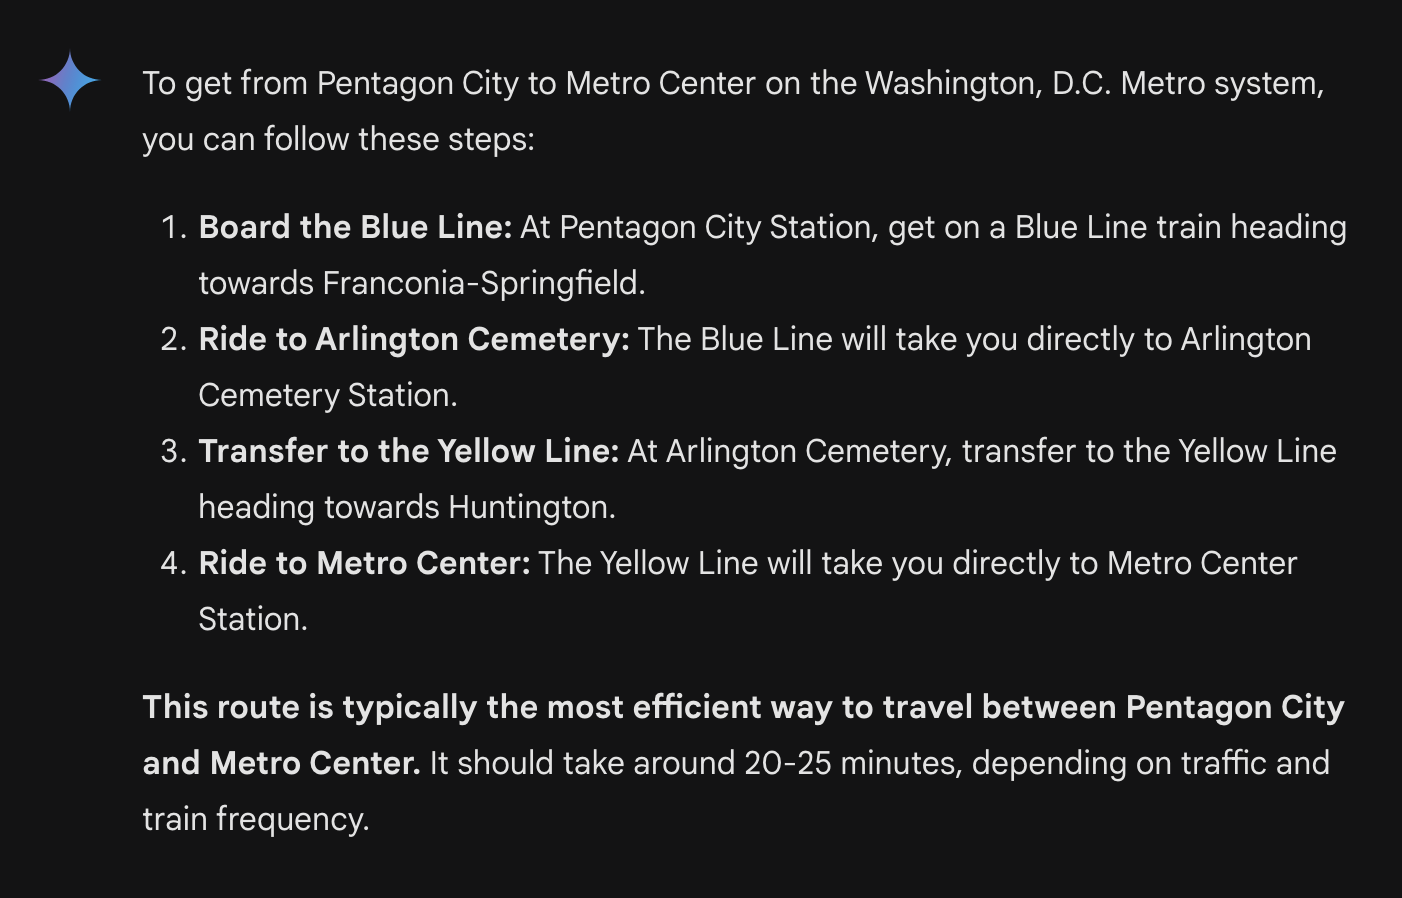 To get from Pentagon City to Metro Center on the Washington, D.C. Metro system,
you can follow these steps:
1. Board the Blue Line: At Pentagon City Station, get on a Blue Line train heading
towards Franconia-Springfield.
2. Ride to Arlington Cemetery: The Blue Line will take you directly to Arlington
Cemetery Station.
3. Transfer to the Yellow Line: At Arlington Cemetery, transfer to the Yellow Line
heading towards Huntington.
4. Ride to Metro Center: The Yellow Line will take you directly to Metro Center
Station.
This route is typically the most efficient way to travel between Pentagon City
and Metro Center. It should take around 20-25 minutes, depending on traffic and
train frequency.